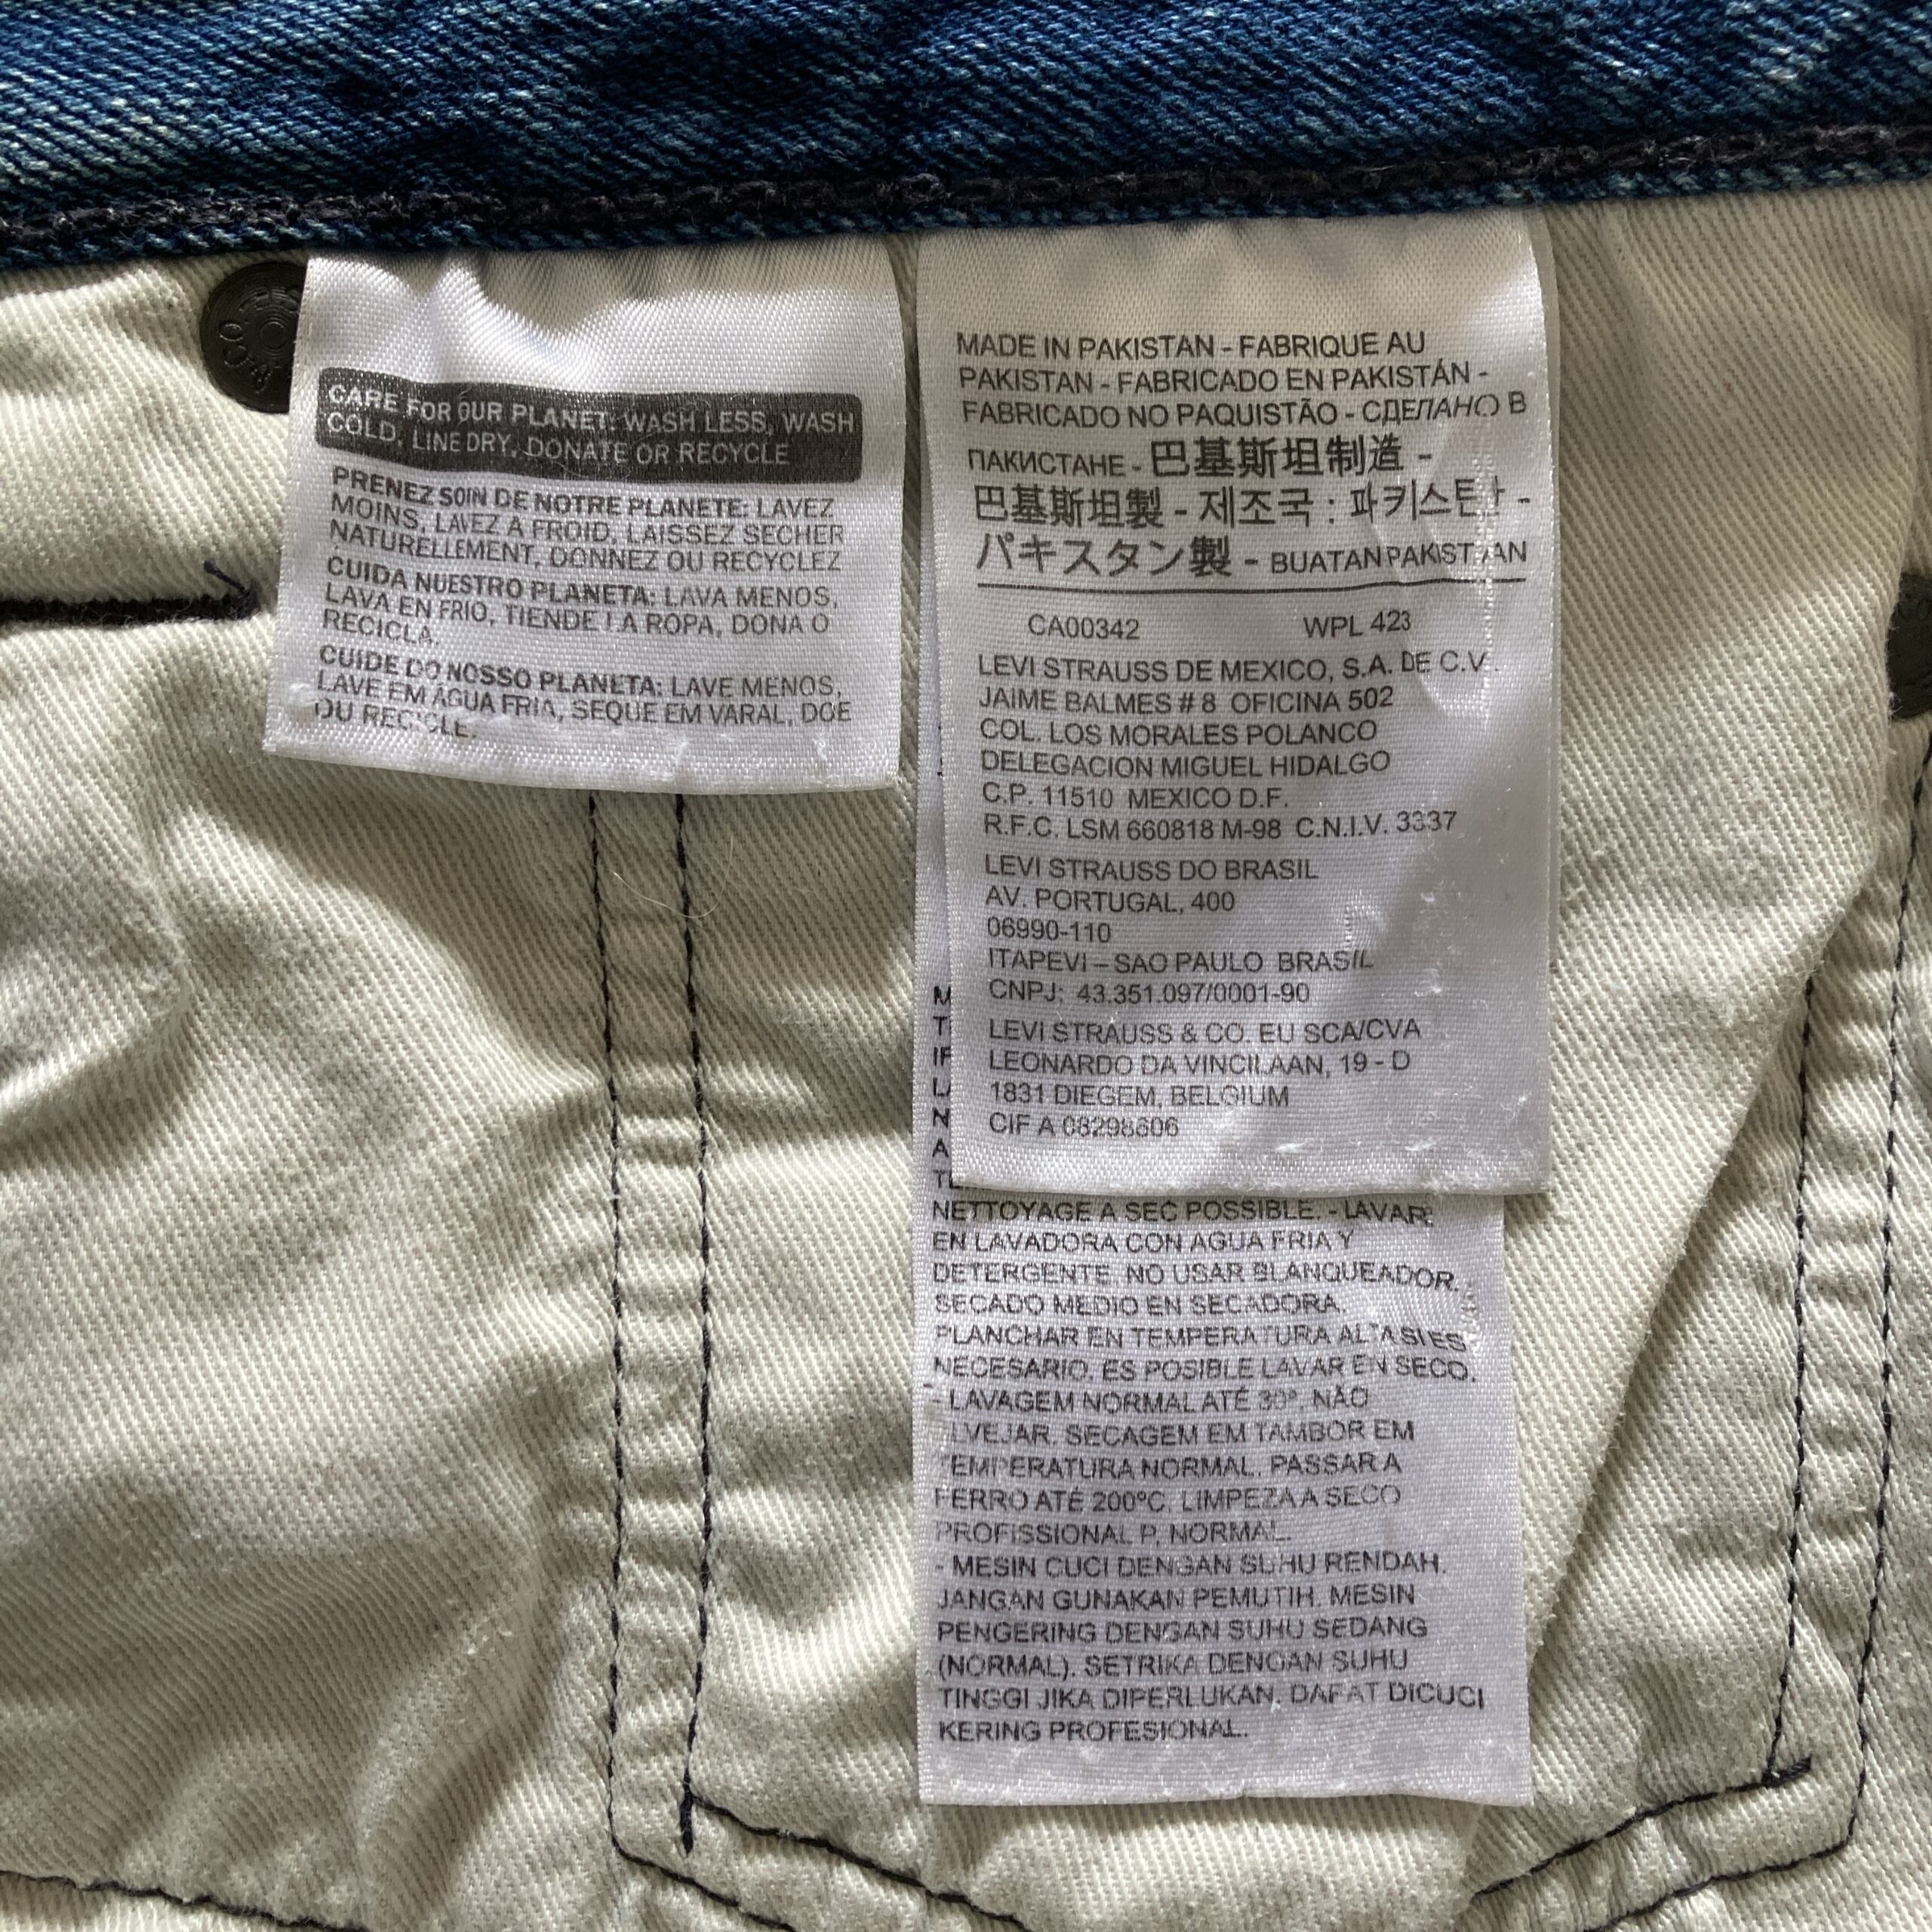 CARE FOR OUR PLANET: WASH LESS, WASH
COLD, LINE DRY, DONATE OR RECYCLE
PRENEZ SOIN DE NOTRE PLANETE: LAVEZ
MOINS, LAVEZ A FROID, LAISSEZ SECHER
NATURELLEMENT, DONNEZ OU RECYCLEZ
CUIDA NUESTRO PLANETA: LAVA MENOS,
LAVA EN FRIO, TIENDE LA ROPA, DONA O
RECICLA.
CUIDE DO NOSSO PLANETA: LAVE MENOS,
LAVE EM AGUA FRIA, SEQUE EM VARAL, DOE
OU RECICLE.
MADE IN PAKISTAN - FABRIQUE AU
PAKISTAN - FABRICADO EN PAKISTÁN -
FABRICADO NO PAQUISTÃO - СДЕЛАНО В
ПАКИСТАНЕ - 巴基斯坦制造 -
巴基斯坦製 - 제조국 : 파키스탄 -
パキスタン製 - BUATAN PAKISTAN
CA00342 WPL 423
LEVI STRAUSS DE MEXICO, S.A. DE C.V.
JAIME BALMES # 8 OFICINA 502
COL. LOS MORALES POLANCO
DELEGACION MIGUEL HIDALGO
C.P. 11510 MEXICO D.F.
R.F.C. LSM 660818 M-98 C.N.I.V. 3337
LEVI STRAUSS DO BRASIL
AV. PORTUGAL, 400
06990-110
ITAPEVI – SAO PAULO BRASIL
CNPJ: 43.351.097/0001-90
LEVI STRAUSS & CO. EU SCA/CVA
LEONARDO DA VINCILAAN, 19 - D
1831 DIEGEM, BELGIUM
CIF A 08298606
NETTOYAGE A SEC POSSIBLE. - LAVAR
EN LAVADORA CON AGUA FRIA Y
DETERGENTE. NO USAR BLANQUEADOR.
SECADO MEDIO EN SECADORA.
PLANCHAR EN TEMPERATURA ALTA SI ES
NECESARIO. ES POSIBLE LAVAR EN SECO.
- LAVAGEM NORMAL ATÉ 30°. NÃO
ALVEJAR. SECAGEM EM TAMBOR EM
TEMPERATURA NORMAL. PASSAR A
FERRO ATÉ 200°C. LIMPEZA A SECO
PROFISSIONAL P, NORMAL.
- MESIN CUCI DENGAN SUHU RENDAH.
JANGAN GUNAKAN PEMUTIH. MESIN
PENGERING DENGAN SUHU SEDANG
(NORMAL). SETRIKA DENGAN SUHU
TINGGI JIKA DIPERLUKAN. DAPAT DICUCI
KERING PROFESIONAL.